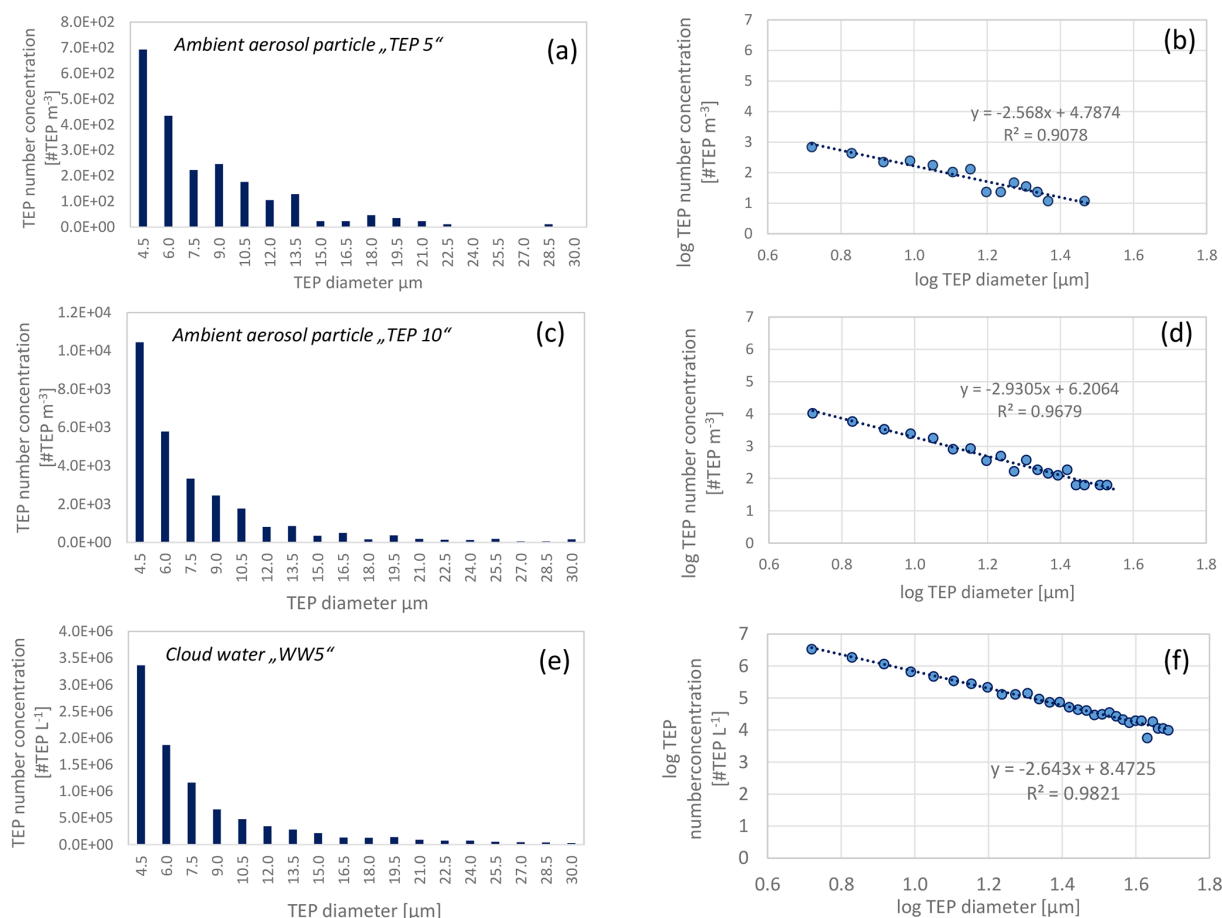 8.0E+02
7.0E+02
6.0E+02
5.0E+02
4.0E+02
3.0E+02
2.0E+02
1.0E+02
0.0E+00
TEP number concentration
[#TEP m-3]
Ambient aerosol particle „TEP 5“
(a)
4.5 6.0 7.5 9.0 10.5 12.0 13.5 15.0 16.5 18.0 19.5 21.0 22.5 24.0 25.5 27.0 28.5 30.0
TEP diameter µm
7
6
5
4
3
2
1
0
log TEP number concentration
[#TEP m-3]
(b)
y = -2.568x + 4.7874
R² = 0.9078
0.6 0.8 1.0 1.2 1.4 1.6 1.8
log TEP diameter [µm]
1.2E+04
1.0E+04
8.0E+03
6.0E+03
4.0E+03
2.0E+03
0.0E+00
TEP number concentration
[#TEP m-3]
Ambient aerosol particle „TEP 10“
(c)
4.5 6.0 7.5 9.0 10.5 12.0 13.5 15.0 16.5 18.0 19.5 21.0 22.5 24.0 25.5 27.0 28.5 30.0
TEP diameter µm
7
6
5
4
3
2
1
0
log TEP number concentration
[#TEP m-3]
(d)
y = -2.9305x + 6.2064
R² = 0.9679
0.6 0.8 1.0 1.2 1.4 1.6 1.8
log TEP diameter [µm]
4.0E+06
3.5E+06
3.0E+06
2.5E+06
2.0E+06
1.5E+06
1.0E+06
5.0E+05
0.0E+00
TEP number concentration
[#TEP L-1]
Cloud water „WW5“
(e)
4.5 6.0 7.5 9.0 10.5 12.0 13.5 15.0 16.5 18.0 19.5 21.0 22.5 24.0 25.5 27.0 28.5 30.0
TEP diameter [µm]
7
6
5
4
3
2
1
0
log TEP
numberconcentration
[#TEP L-1]
(f)
y = -2.643x + 8.4725
R² = 0.9821
0.6 0.8 1.0 1.2 1.4 1.6 1.8
log TEP diameter [µm]